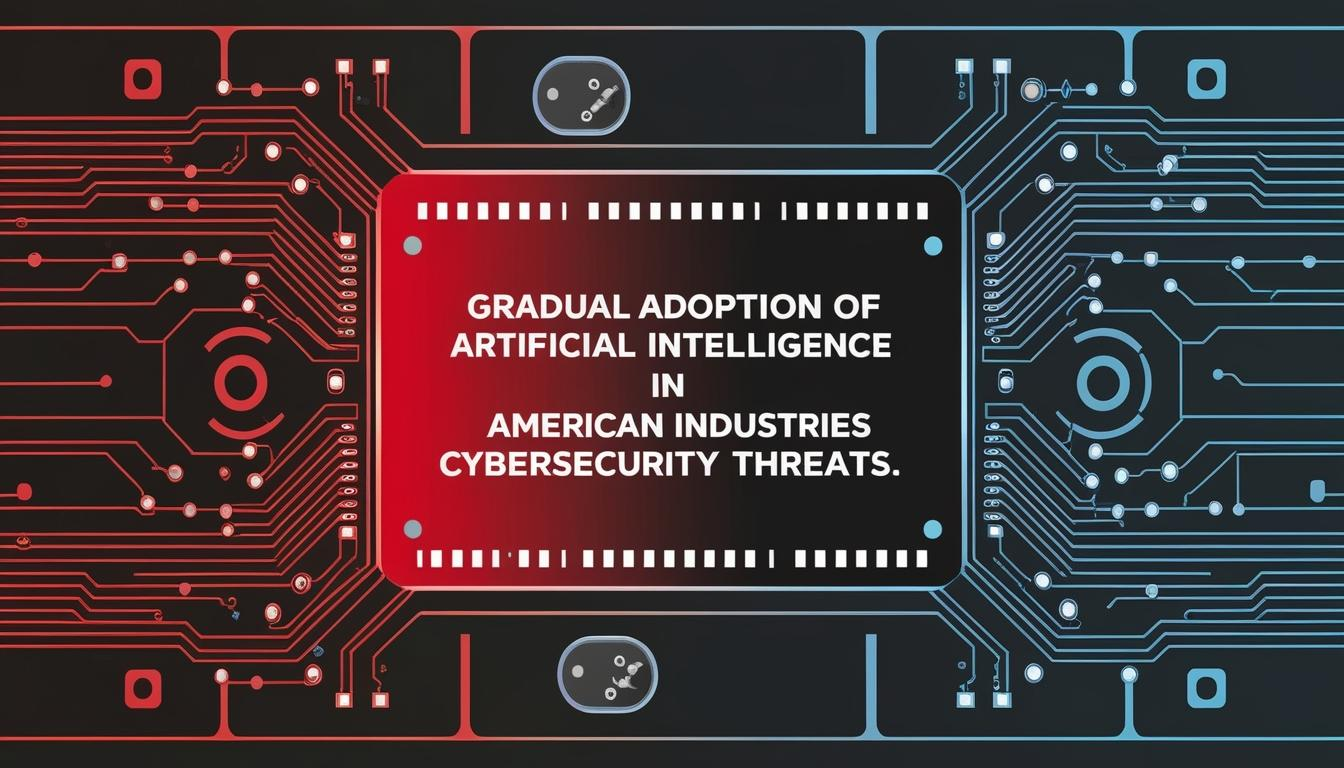 GRADUAL ADOPTION OF
ARTIFICIAL INTELLIGENCE
IN
AMERICAN INDUSTRIES
CYBERSECURITY THREATS.